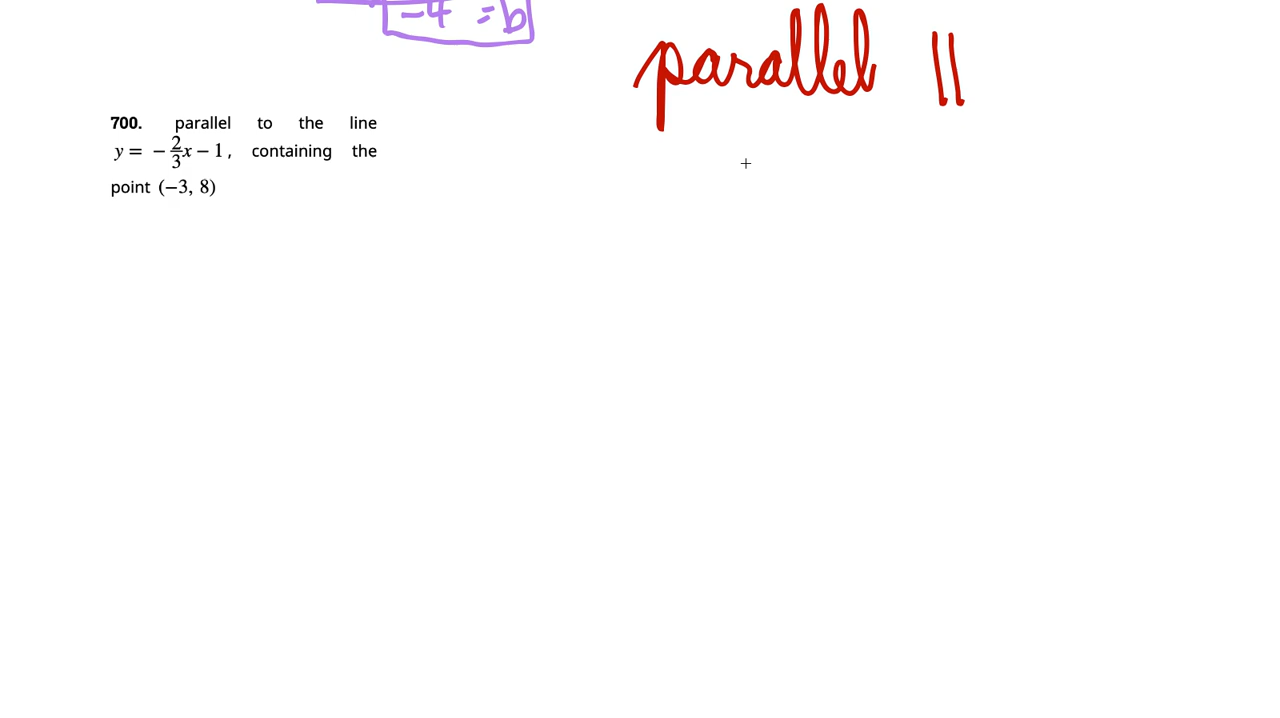 -4 = b
parallel ||
700. parallel to the line
y = −2/3x − 1, containing the
point (−3, 8)